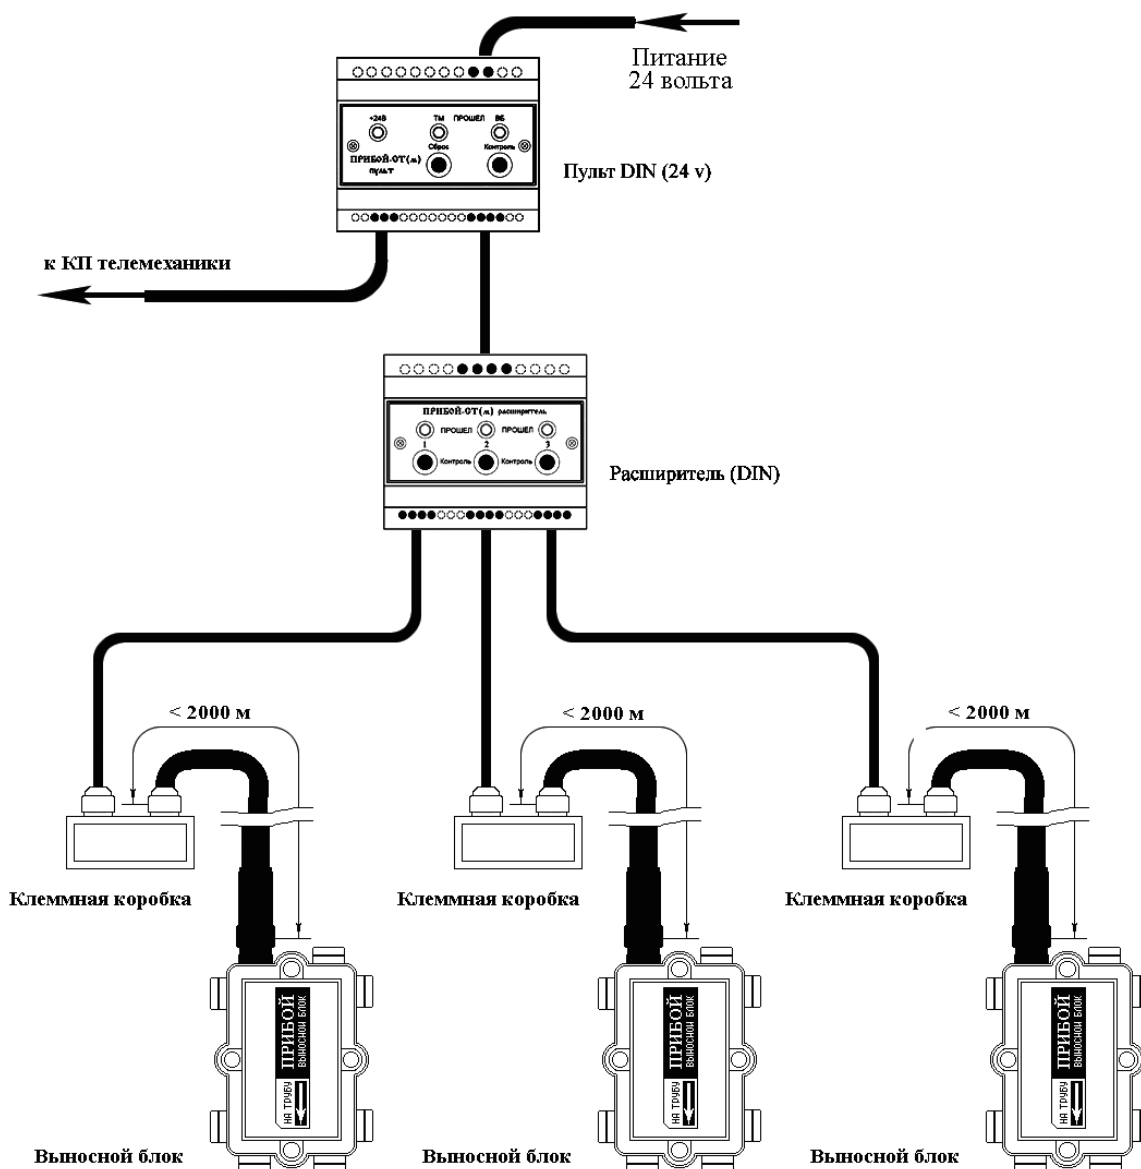 Питание
24 вольта
+24В
ТМ ПРОШЕЛ ВБ
Сброс Контроль
ПРИБОЙ-ОТ(м)
пульт
Пульт DIN (24 v)
к КП телемеханики
ПРИБОЙ-ОТ(м) расширитель
ПРОШЕЛ ПРОШЕЛ
1 2 3
Контроль Контроль
Расширитель (DIN)
< 2000 м < 2000 м < 2000 м
Клеммная коробка Клеммная коробка Клеммная коробка
ПРИБОЙ
ВЫНОСНОЙ БЛОК
НА ТРУБУ
ПРИБОЙ
ВЫНОСНОЙ БЛОК
НА ТРУБУ
ПРИБОЙ
ВЫНОСНОЙ БЛОК
НА ТРУБУ
Выносной блок Выносной блок Выносной блок